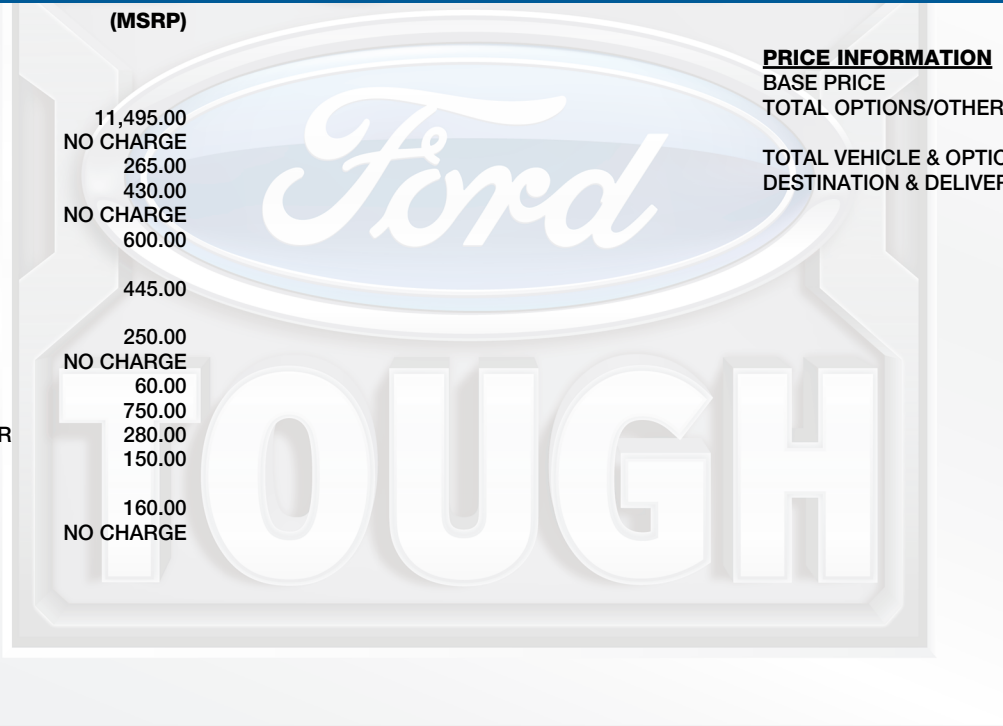 (MSRP)
11,495.00
NO CHARGE
265.00
430.00
NO CHARGE
600.00
445.00
250.00
NO CHARGE
60.00
750.00
R 280.00
150.00
160.00
NO CHARGE
PRICE INFORMATION
BASE PRICE
TOTAL OPTIONS/OTHER
TOTAL VEHICLE & OPTIO
DESTINATION & DELIVER
Ford
TOUGH